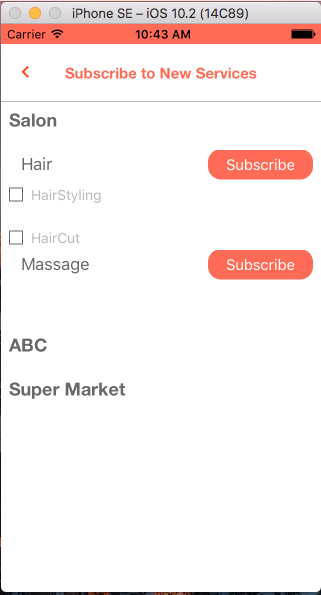 iPhone SE – iOS 10.2 (14C89)
Carrier 10:43 AM
Subscribe to New Services
Salon
Hair Subscribe
HairStyling
HairCut
Massage Subscribe
ABC
Super Market